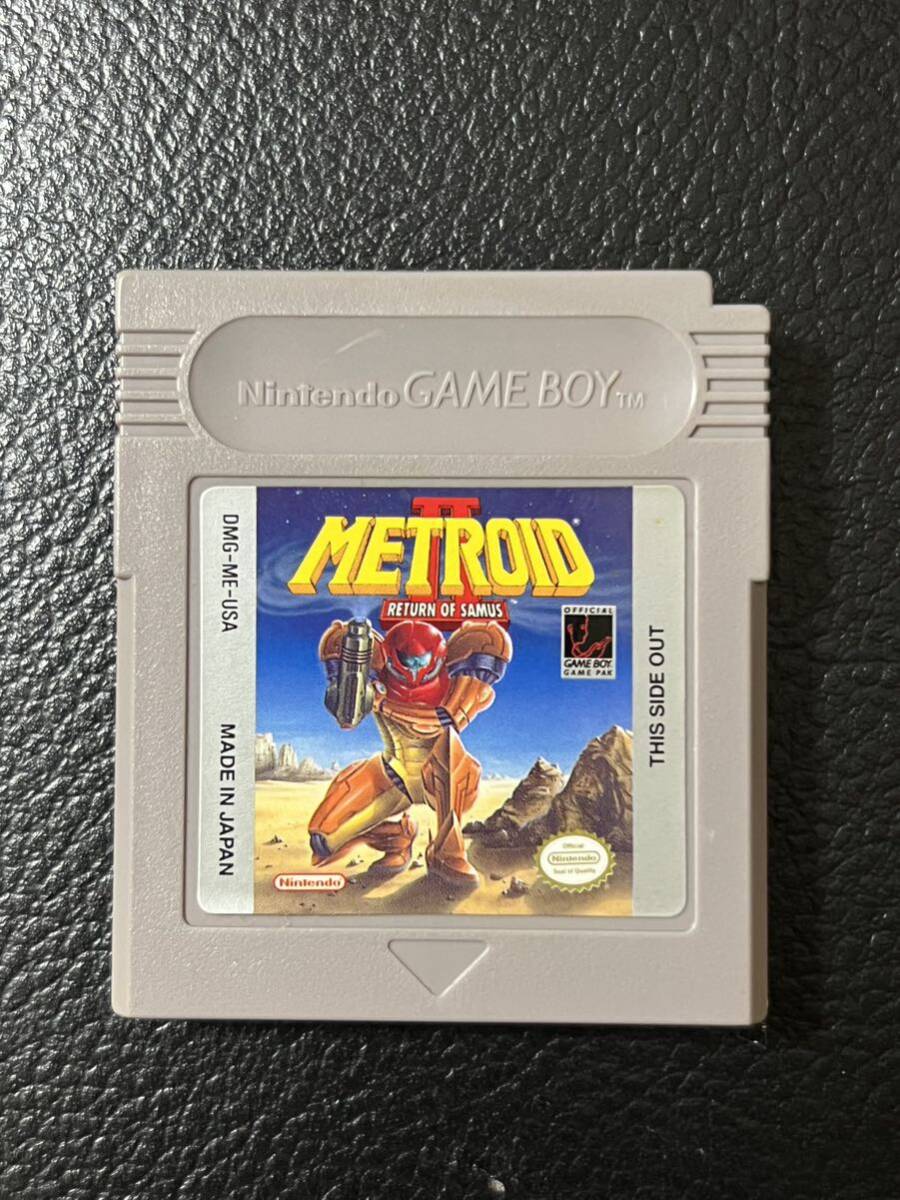 Nintendo GAME BOY TM
DMG-ME-USA
MADE IN JAPAN
II
METROID®
RETURN OF SAMUS™
OFFICIAL
GAME BOY
GAME PAK
THIS SIDE OUT
Nintendo
Official
Nintendo
Seal of Quality